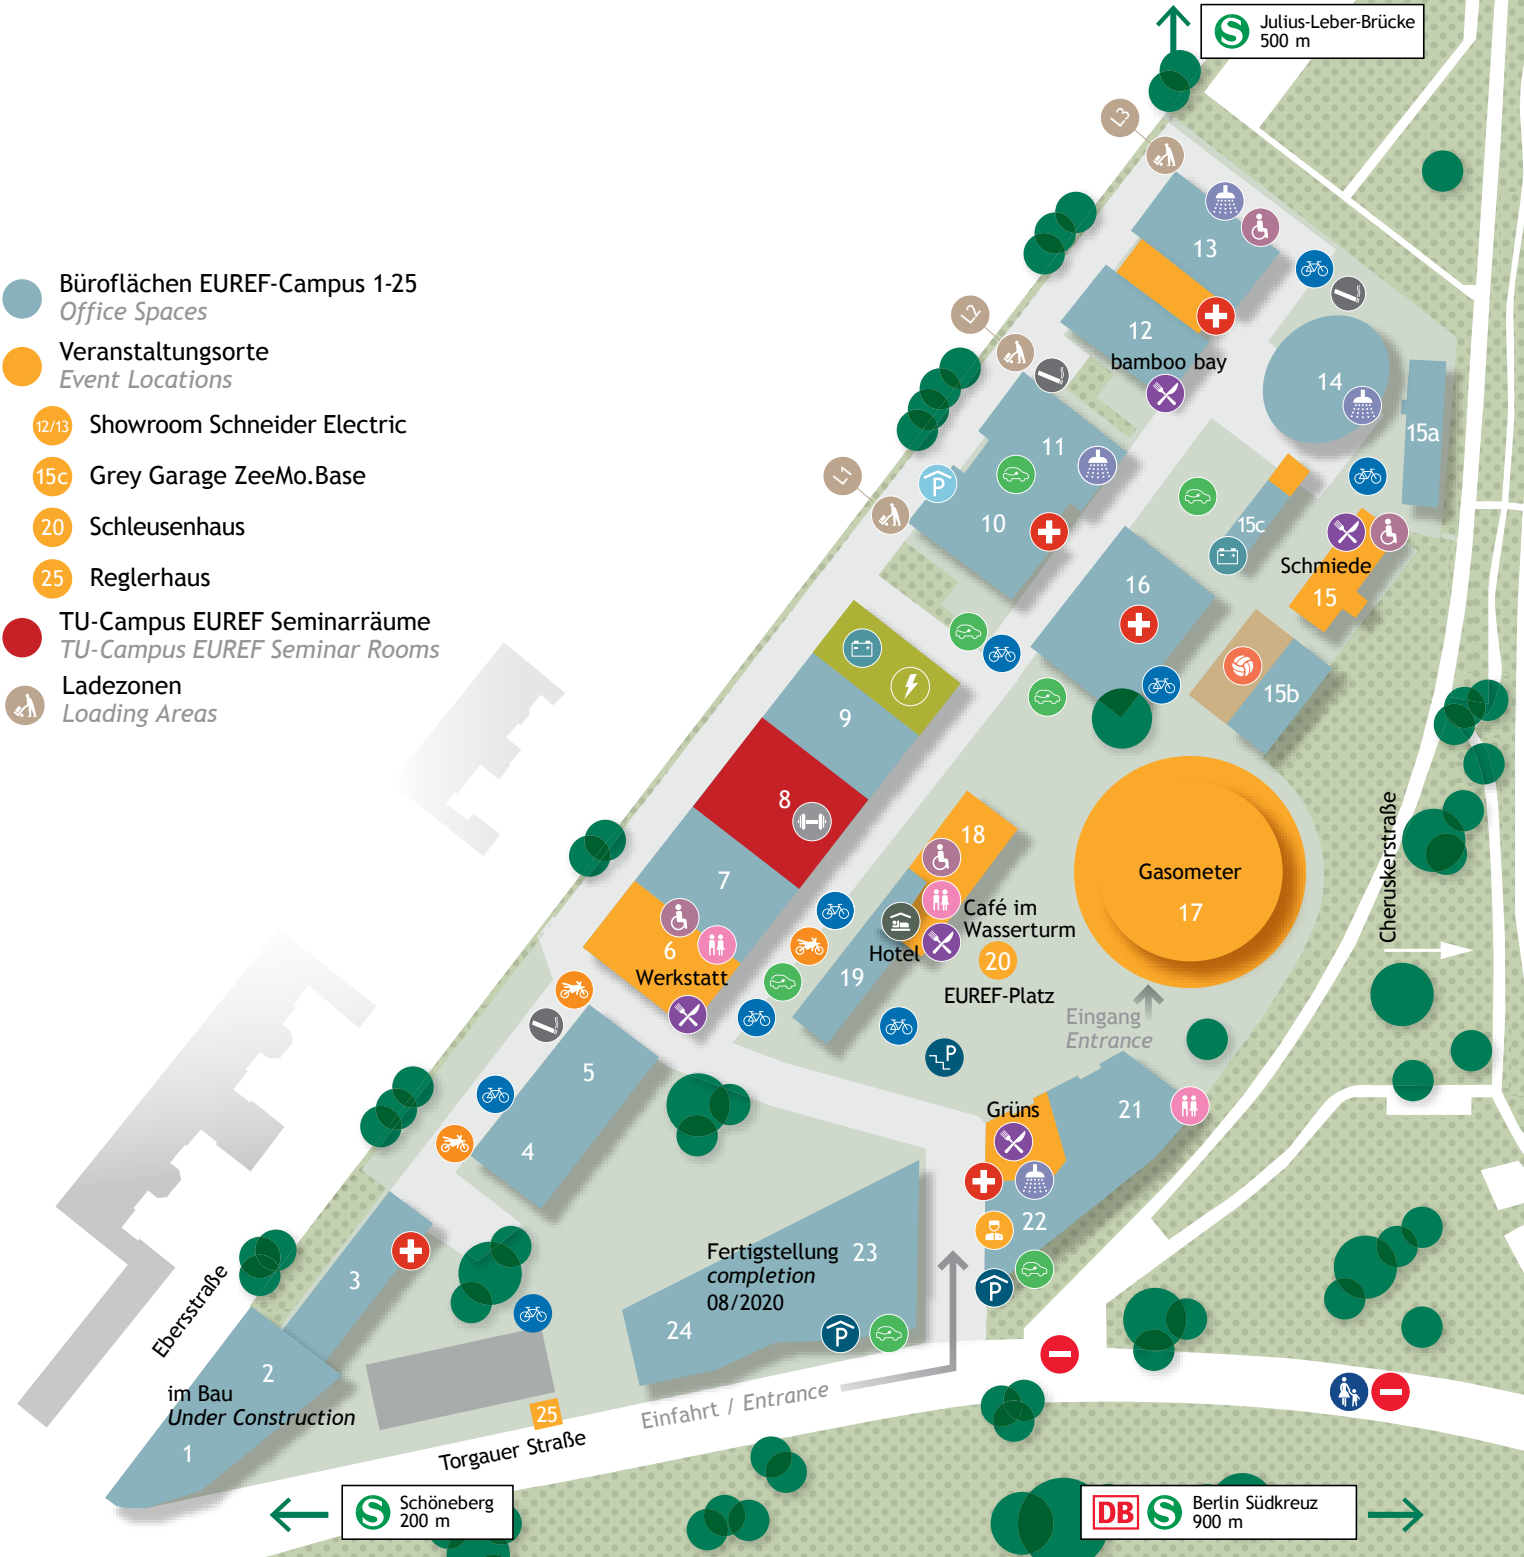 S
Julius-Leber-Brücke
500 m
L3
Büroflächen EUREF-Campus 1-25
Office Spaces
Veranstaltungsorte
Event Locations
12/13
Showroom Schneider Electric
15c
Grey Garage ZeeMo.Base
20
Schleusenhaus
25
Reglerhaus
TU-Campus EUREF Seminarräume
TU-Campus EUREF Seminar Rooms
Ladezonen
Loading Areas
13
L2
12
bamboo bay
14
15a
11
L1
P
10
15c
Schmiede
15
16
15b
9
8
7
18
Gasometer
17
Cheruskerstraße
6
Werkstatt
Café im
Wasserturm
Hotel
20
19
EUREF-Platz
Eingang
Entrance
P
5
4
Grüns
21
22
P
3
Ebersstraße
Fertigstellung
completion
08/2020
23
24
P
2
im Bau
Under Construction
1
25
Einfahrt / Entrance
Torgauer Straße
S
Schöneberg
200 m
DB
S
Berlin Südkreuz
900 m